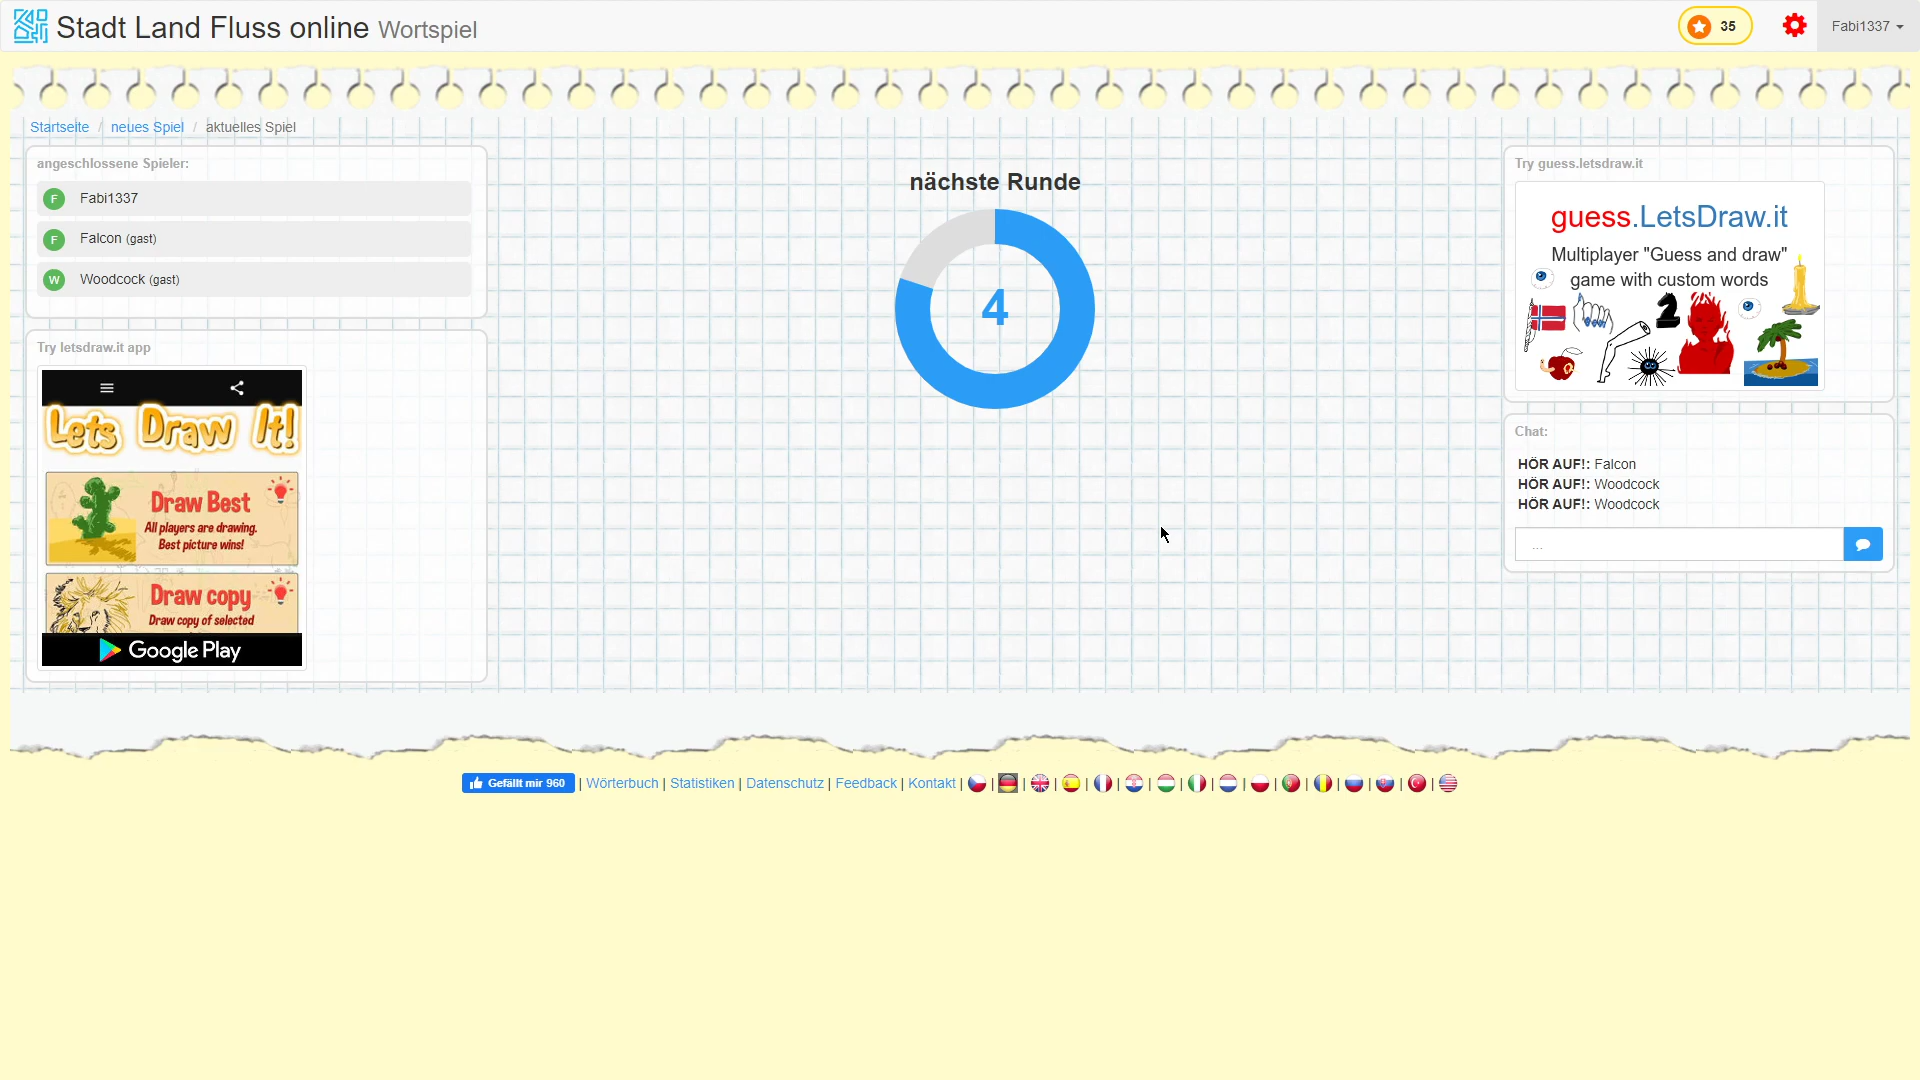 Stadt Land Fluss online Wortspiel
35
Fabi1337
Startseite / neues Spiel / aktuelles Spiel
angeschlossene Spieler:
F Fabi1337
F Falcon (gast)
W Woodcock (gast)
Try letsdraw.it app
Lets Draw It!
Draw Best
All players are drawing.
Best picture wins!
Draw copy
Draw copy of selected
Google Play
nächste Runde
4
Try guess.letsdraw.it
guess.LetsDraw.it
Multiplayer "Guess and draw"
game with custom words
Chat:
HÖR AUF!: Falcon
HÖR AUF!: Woodcock
HÖR AUF!: Woodcock
...
Gefällt mir 960 | Wörterbuch | Statistiken | Datenschutz | Feedback | Kontakt | | | | | | | | | | | | | | | |